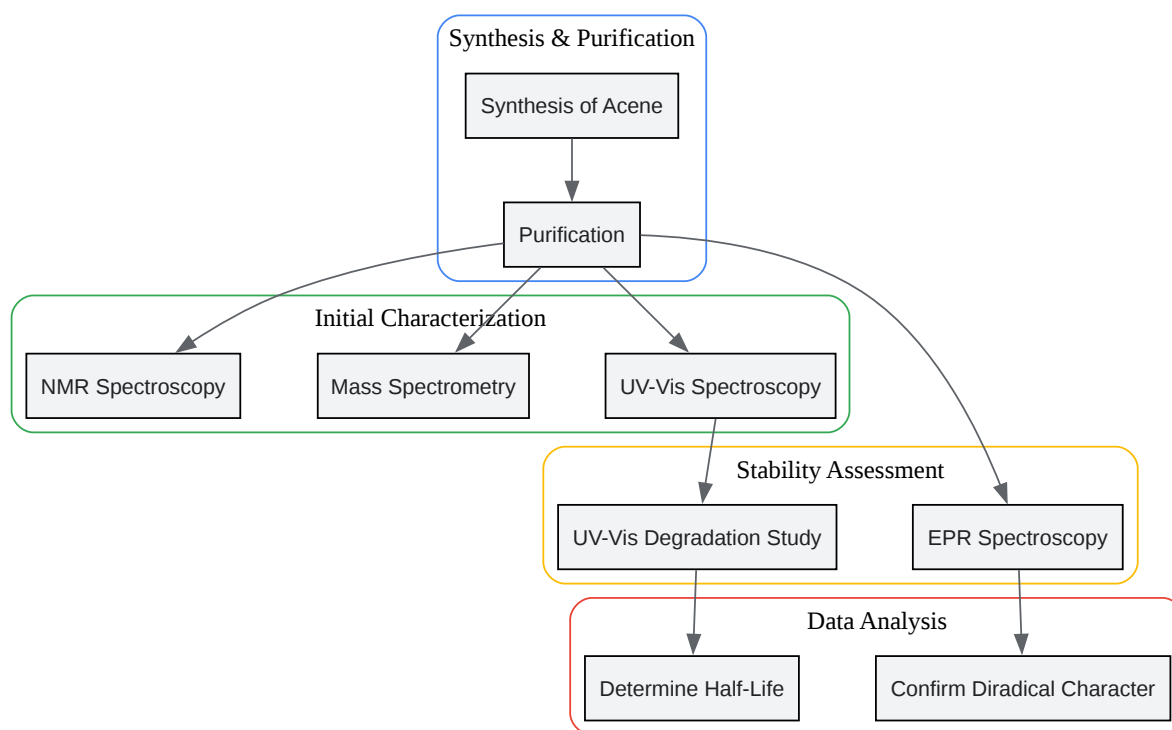 Synthesis & Purification
Synthesis of Acene
Purification
Initial Characterization
NMR Spectroscopy
Mass Spectrometry
UV-Vis Spectroscopy
Stability Assessment
UV-Vis Degradation Study
EPR Spectroscopy
Data Analysis
Determine Half-Life
Confirm Diradical Character